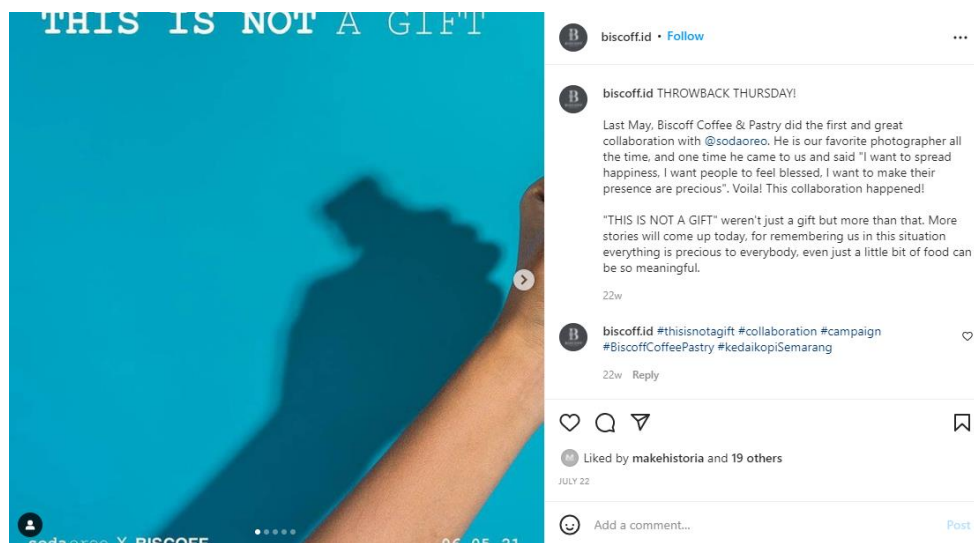 THIS IS NOT A GIFT
sodaoreo X BISCOFF
06.05.21
biscoff.id • Follow
biscoff.id THROWBACK THURSDAY!
Last May, Biscoff Coffee & Pastry did the first and great
collaboration with @sodaoreo. He is our favorite photographer all
the time, and one time he came to us and said "I want to spread
happiness, I want people to feel blessed, I want to make their
presence are precious". Voila! This collaboration happened!
"THIS IS NOT A GIFT" weren't just a gift but more than that. More
stories will come up today, for remembering us in this situation
everything is precious to everybody, even just a little bit of food can
be so meaningful.
22w
biscoff.id #thisisnotagift #collaboration #campaign
#BiscoffCoffeePastry #kedaikopiSemarang
22w Reply
Liked by makehistoria and 19 others
JULY 22
Add a comment...
Post